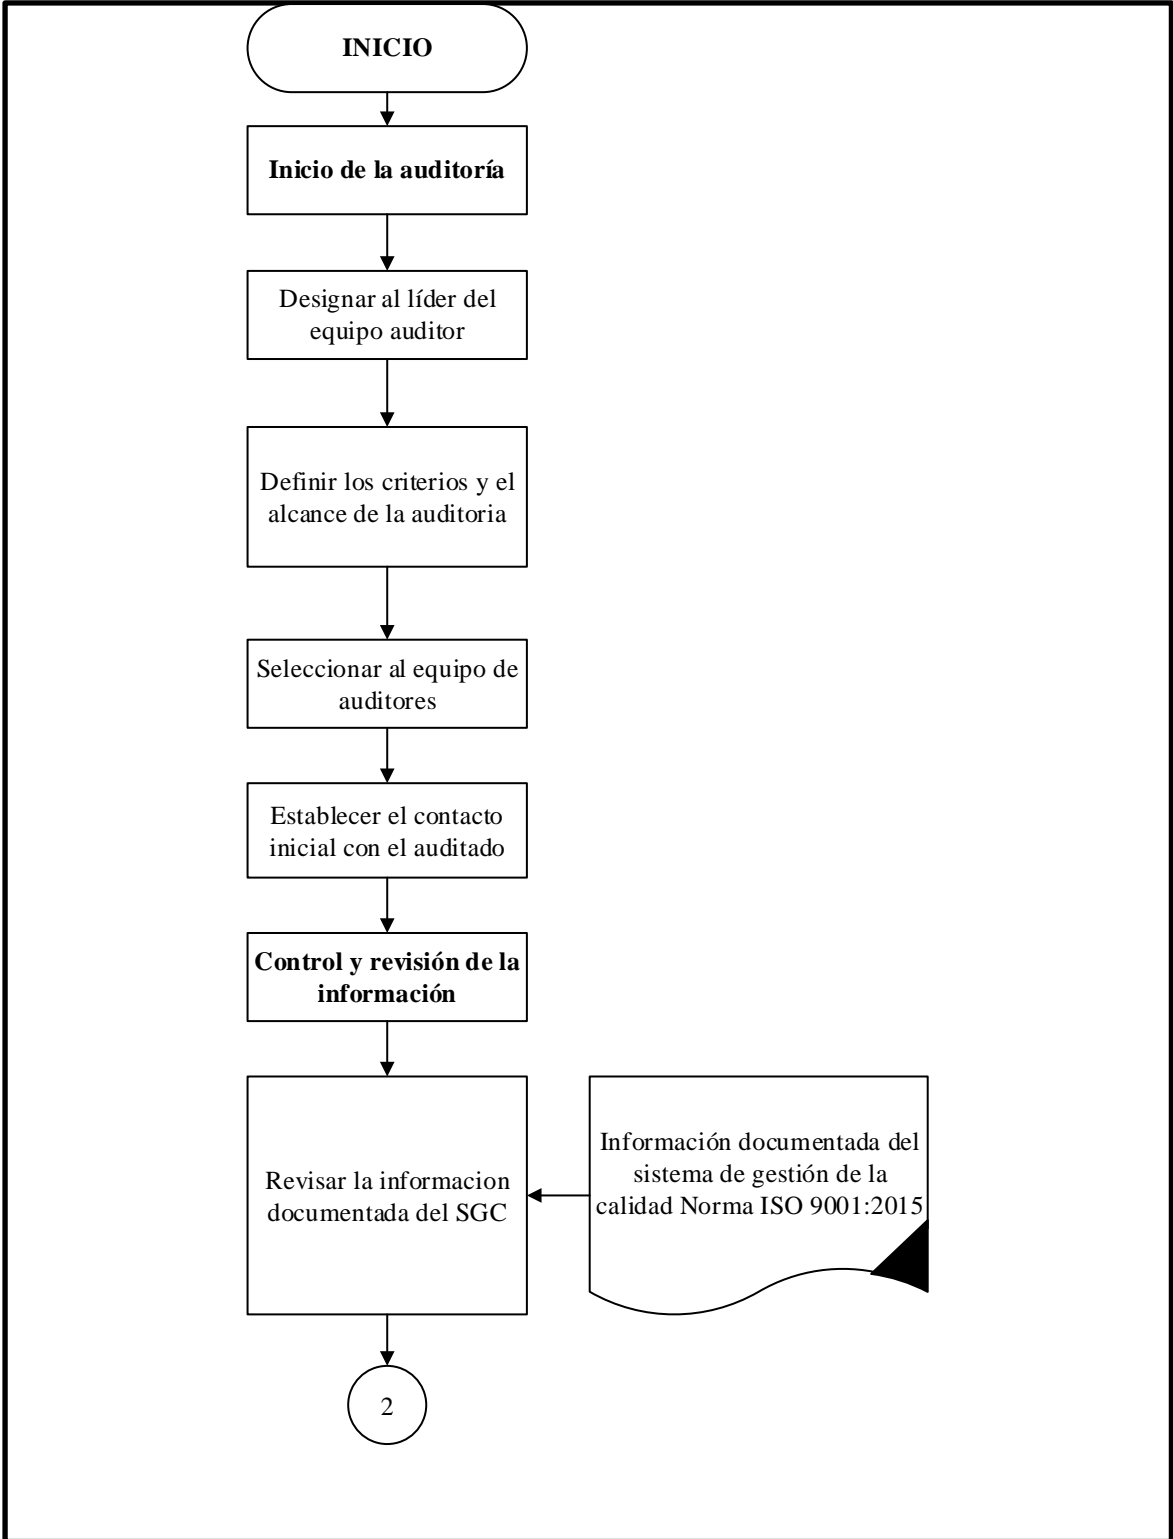 INICIO
Inicio de la auditoría
Designar al líder del
equipo auditor
Definir los criterios y el
alcance de la auditoria
Seleccionar al equipo de
auditores
Establecer el contacto
inicial con el auditado
Control y revisión de la
información
Revisar la informacion
documentada del SGC
Información documentada del
sistema de gestión de la
calidad Norma ISO 9001:2015
2